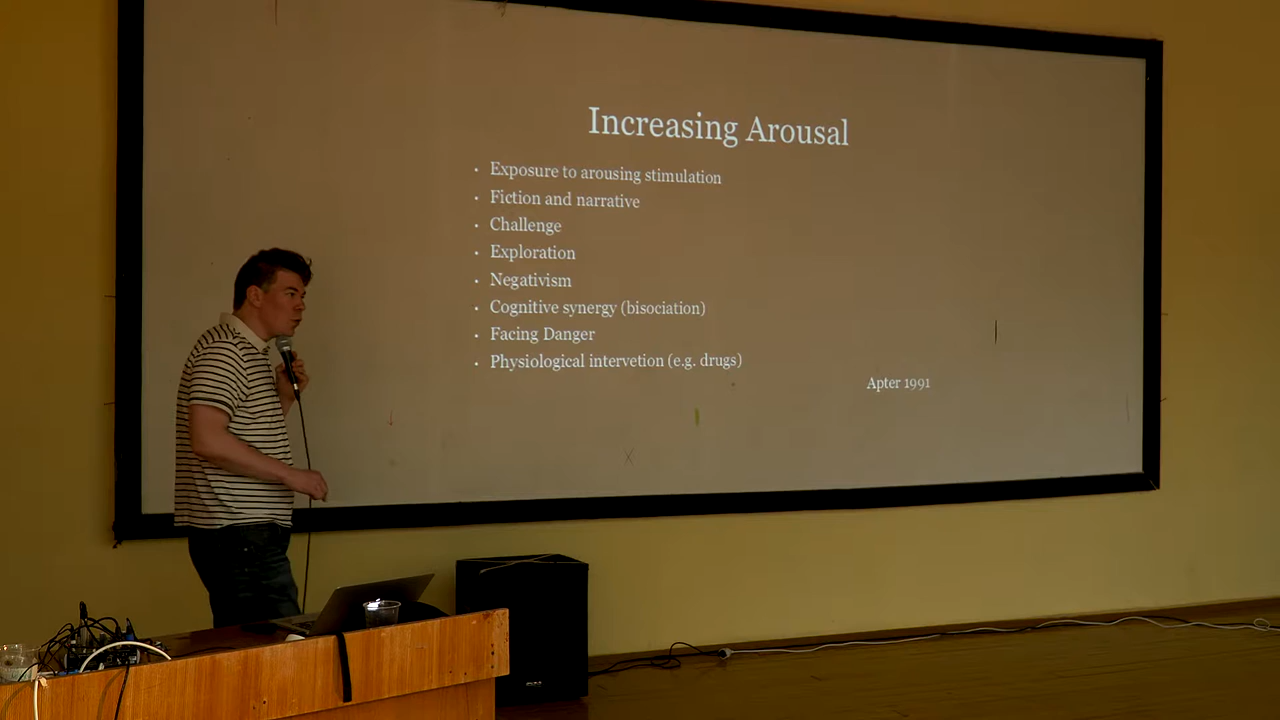 Increasing Arousal
• Exposure to arousing stimulation
• Fiction and narrative
• Challenge
• Exploration
• Negativism
• Cognitive synergy (bisociation)
• Facing Danger
• Physiological intervetion (e.g. drugs)
Apter 1991